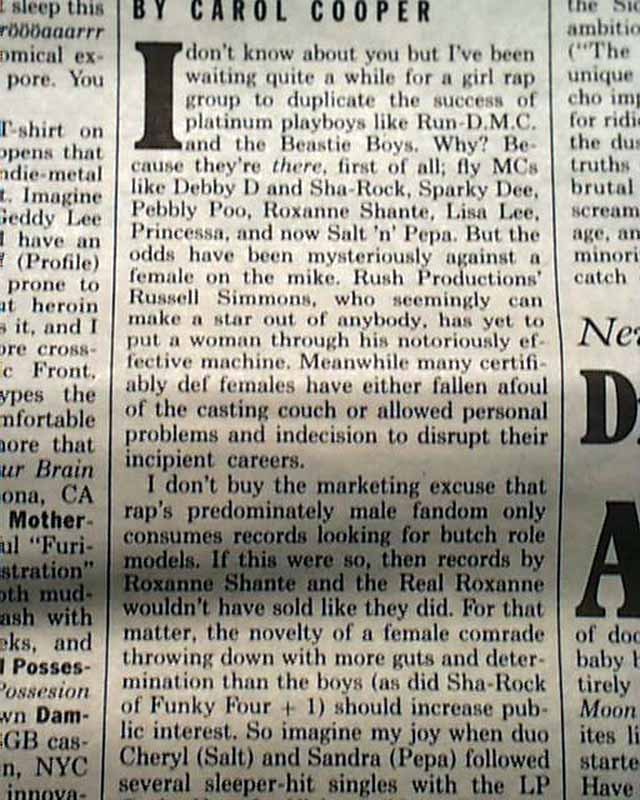 sleep this
röööaaarrr
omical ex-
pore. You
T-shirt on
opens that
ndie-metal
t. Imagine
Geddy Lee
have an
(Profile)
prone to
at heroin
s it, and I
ore cross-
c Front.
ypes the
mfortable
more that
ur Brain
ona, CA
Mother-
ul "Furi-
stration"
oth mud-
ash with
eks, and
Posses-
Possesion
wn Dam-
GB cas-
n, NYC
innova-
BY CAROL COOPER
I don't know about you but I've been
waiting quite a while for a girl rap
group to duplicate the success of
platinum playboys like Run-D.M.C.
and the Beastie Boys. Why? Be-
cause they're there, first of all; fly MCs
like Debby D and Sha-Rock, Sparky Dee,
Pebbly Poo, Roxanne Shante, Lisa Lee,
Princessa, and now Salt 'n' Pepa. But the
odds have been mysteriously against a
female on the mike. Rush Productions'
Russell Simmons, who seemingly can
make a star out of anybody, has yet to
put a woman through his notoriously ef-
fective machine. Meanwhile many certifi-
ably def females have either fallen afoul
of the casting couch or allowed personal
problems and indecision to disrupt their
incipient careers.
I don't buy the marketing excuse that
rap's predominately male fandom only
consumes records looking for butch role
models. If this were so, then records by
Roxanne Shante and the Real Roxanne
wouldn't have sold like they did. For that
matter, the novelty of a female comrade
throwing down with more guts and deter-
mination than the boys (as did Sha-Rock
of Funky Four + 1) should increase pub-
lic interest. So imagine my joy when duo
Cheryl (Salt) and Sandra (Pepa) followed
several sleeper-hit singles with the LP
the
ambitio
("The
unique
cho imp
for ridi
the dus
truths
brutal
scream
age, an
minori
catch
Ne
D
A
of doo
baby b
tirely
Moon
ites li
starte
Have